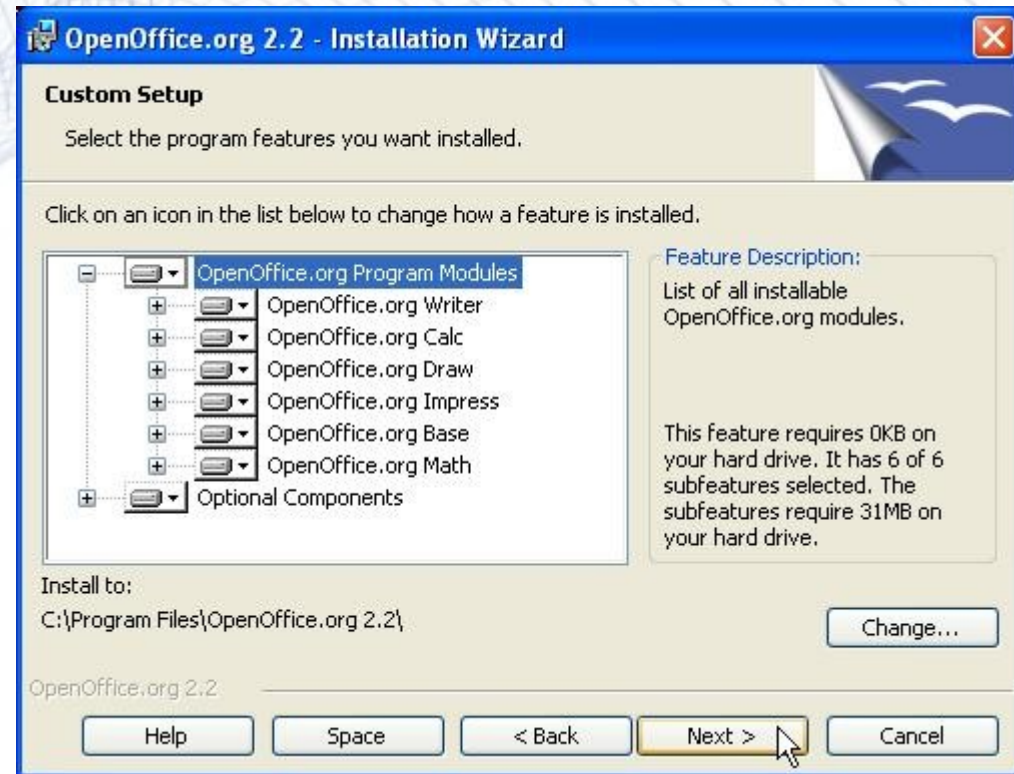 OpenOffice.org 2.2 - Installation Wizard
Custom Setup
Select the program features you want installed.
Click on an icon in the list below to change how a feature is installed.
OpenOffice.org Program Modules
OpenOffice.org Writer
OpenOffice.org Calc
OpenOffice.org Draw
OpenOffice.org Impress
OpenOffice.org Base
OpenOffice.org Math
Optional Components
Feature Description:
List of all installable
OpenOffice.org modules.
This feature requires 0KB on
your hard drive. It has 6 of 6
subfeatures selected. The
subfeatures require 31MB on
your hard drive.
Install to:
C:\Program Files\OpenOffice.org 2.2\
Change...
OpenOffice.org 2.2
Help
Space
< Back
Next >
Cancel